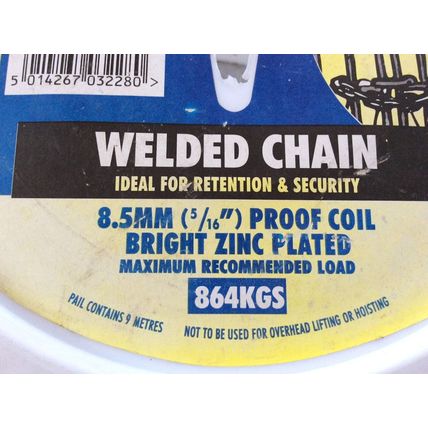 5 014267 032280 >
WELDED CHAIN
IDEAL FOR RETENTION & SECURITY
8.5MM (5/16") PROOF COIL
BRIGHT ZINC PLATED
MAXIMUM RECOMMENDED LOAD
864KGS
PAIL CONTAINS 9 METRES
NOT TO BE USED FOR OVERHEAD LIFTING OR HOISTING